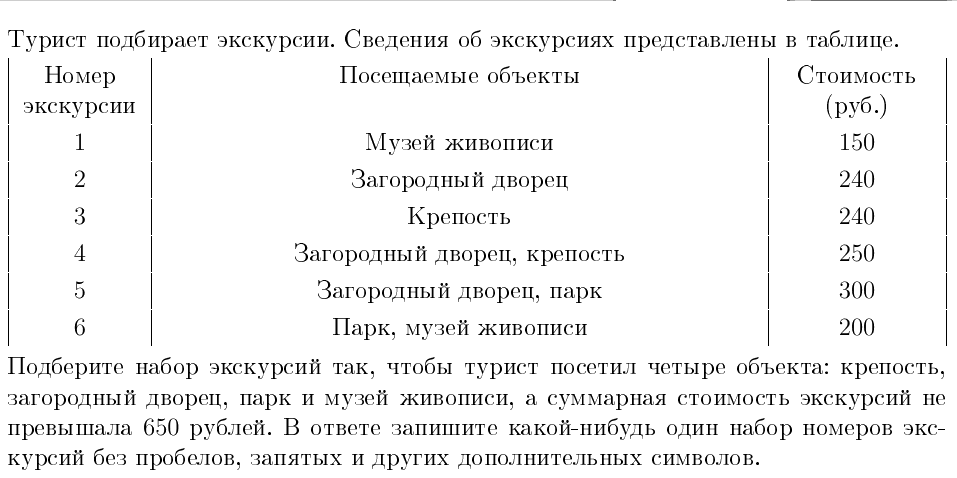 Турист подбирает экскурсии. Сведения об экскурсиях представлены в таблице.
Номер экскурсии Посещаемые объекты Стоимость (руб.)
1 Музей живописи 150
2 Загородный дворец 240
3 Крепость 240
4 Загородный дворец, крепость 250
5 Загородный дворец, парк 300
6 Парк, музей живописи 200
Подберите набор экскурсий так, чтобы турист посетил четыре объекта: крепость,
загородный дворец, парк и музей живописи, а суммарная стоимость экскурсий не
превышала 650 рублей. В ответе запишите какой-нибудь один набор номеров экс-
курсий без пробелов, запятых и других дополнительных символов.